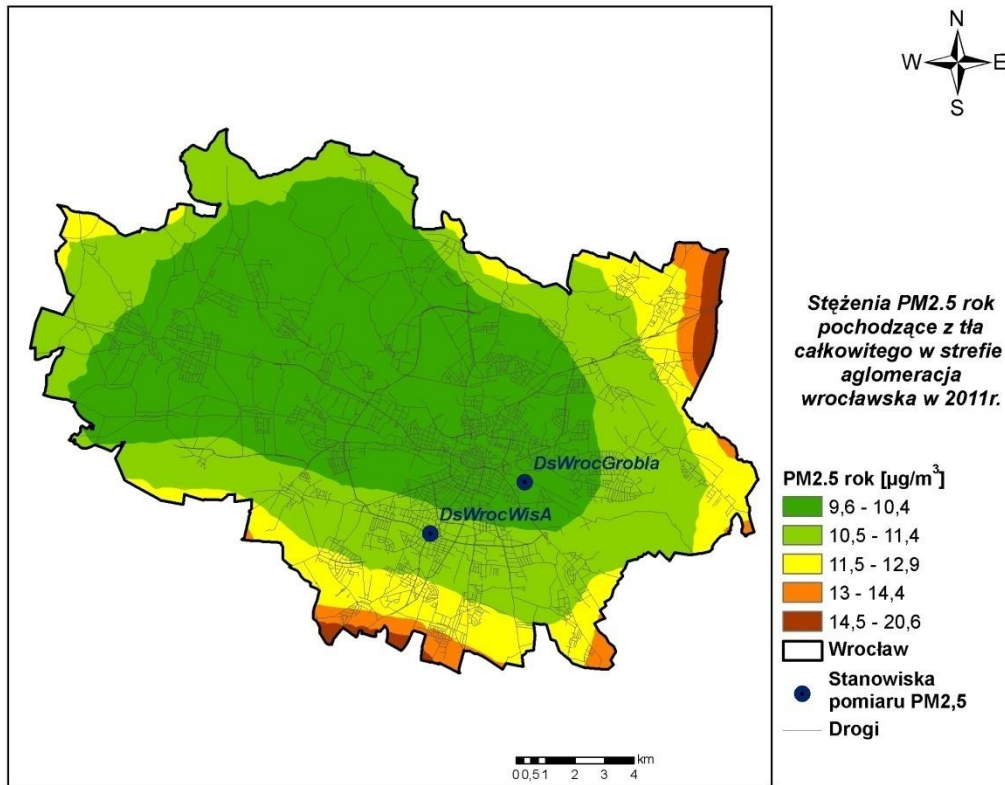 N
W E
S
Stężenia PM2.5 rok
pochodzące z tła
całkowitego w strefie
aglomeracja
wrocławska w 2011r.
DsWrocGrobla
DsWrocWisA
PM2.5 rok [µg/m³]
9,6 - 10,4
10,5 - 11,4
11,5 - 12,9
13 - 14,4
14,5 - 20,6
Wrocław
Stanowiska
pomiaru PM2,5
Drogi
km
0 0,5 1 2 3 4